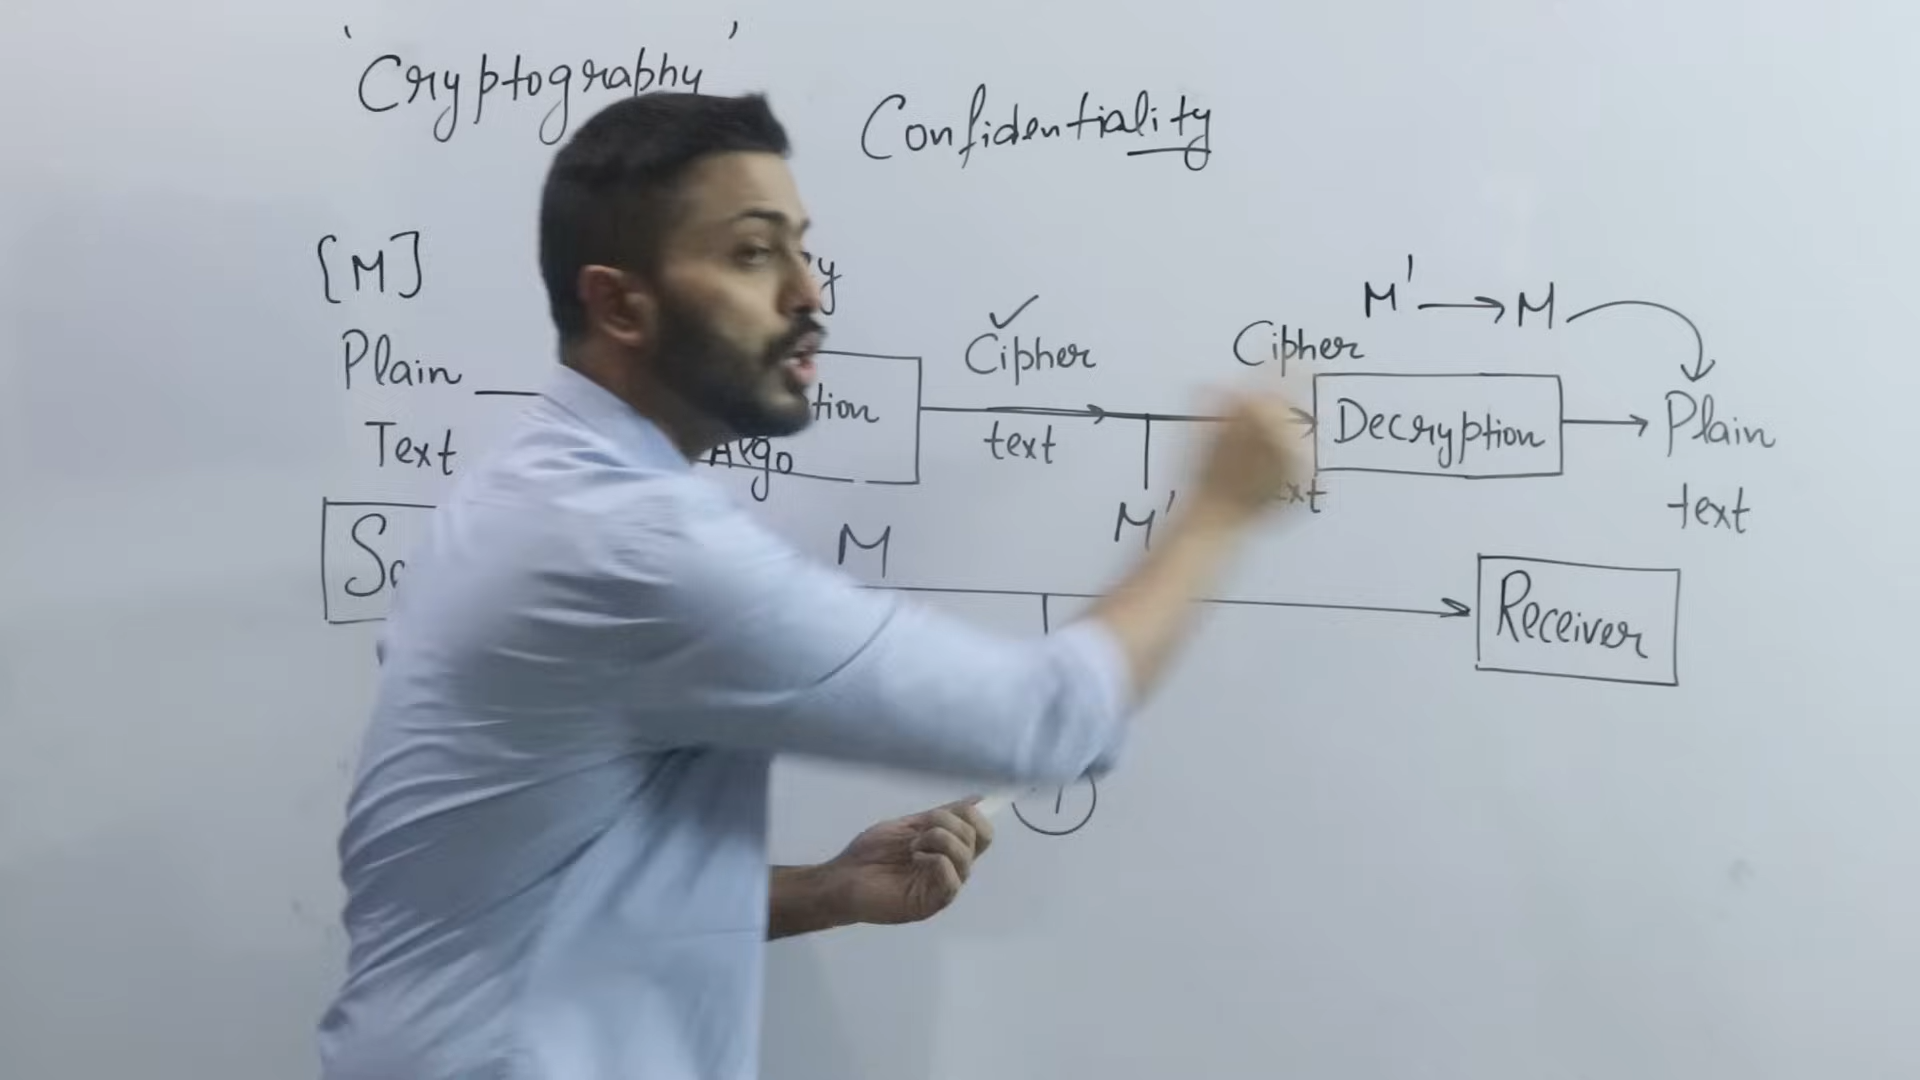 'Cryptography'
Confidentiality
[M]
M' → M
Plain
Text
Algo
Cipher
text
Cipher
Decryption
Plain
text
M'
M
Receiver